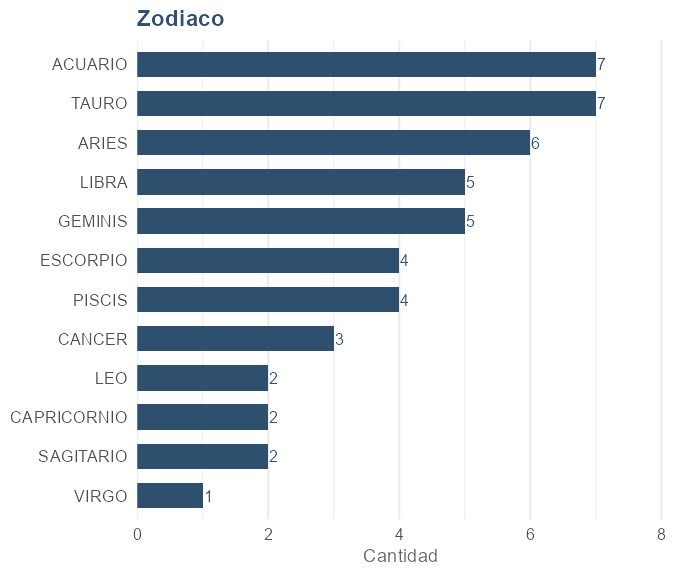 Zodiaco
ACUARIO 7
TAURO 7
ARIES 6
LIBRA 5
GEMINIS 5
ESCORPIO 4
PISCIS 4
CANCER 3
LEO 2
CAPRICORNIO 2
SAGITARIO 2
VIRGO 1
0 2 4 6 8
Cantidad